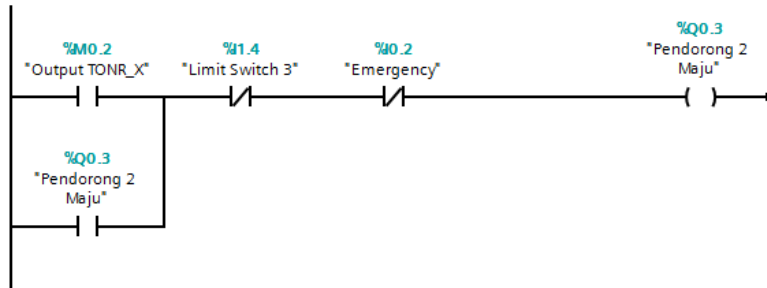 %M0.2
"Output TONR_X"
%I1.4
"Limit Switch 3"
%I0.2
"Emergency"
%Q0.3
"Pendorong 2
Maju"
%Q0.3
"Pendorong 2
Maju"